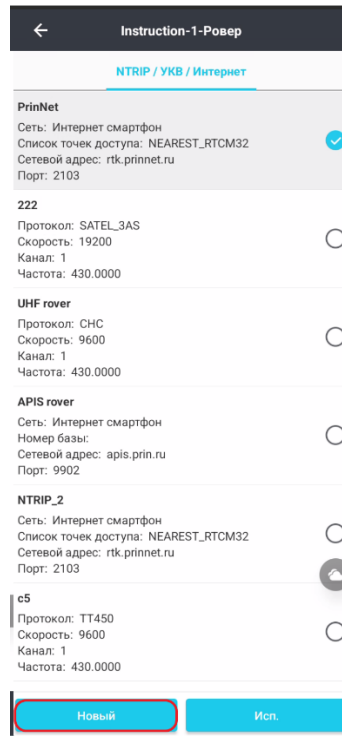 Instruction-1-Ровер
NTRIP / УКВ / Интернет
PrinNet
Сеть: Интернет смартфон
Список точек доступа: NEAREST_RTCM32
Сетевой адрес: rtk.prinnet.ru
Порт: 2103
222
Протокол: SATEL_3AS
Скорость: 19200
Канал: 1
Частота: 430.0000
UHF rover
Протокол: CHC
Скорость: 9600
Канал: 1
Частота: 430.0000
APIS rover
Сеть: Интернет смартфон
Номер базы:
Сетевой адрес: apis.prin.ru
Порт: 9902
NTRIP_2
Сеть: Интернет смартфон
Список точек доступа: NEAREST_RTCM32
Сетевой адрес: rtk.prinnet.ru
Порт: 2103
c5
Протокол: TT450
Скорость: 9600
Канал: 1
Частота: 430.0000
Новый Исп.